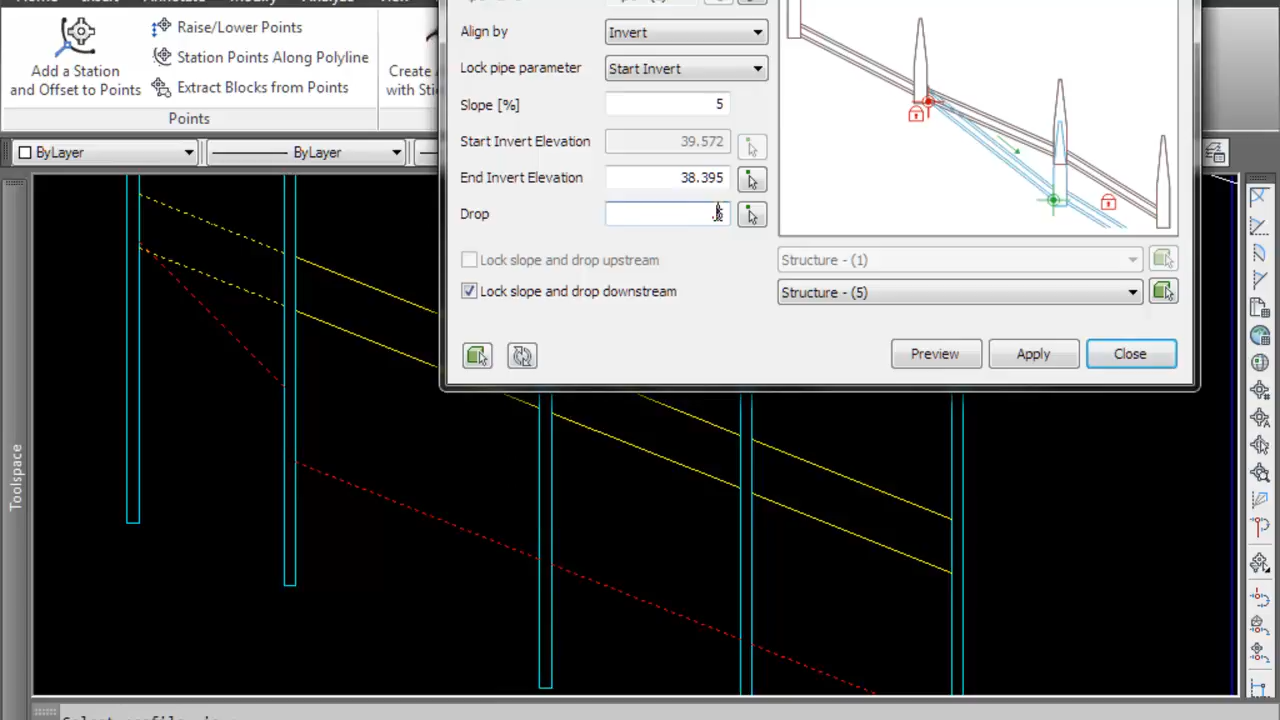 Raise/Lower Points
Add a Station
and Offset to Points
Station Points Along Polyline
Extract Blocks from Points
Create
with Sti
Points
ByLayer
ByLayer
Align by
Invert
Lock pipe parameter
Start Invert
Slope [%]
5
Start Invert Elevation
39.572
End Invert Elevation
38.395
Drop
Lock slope and drop upstream
Structure - (1)
Lock slope and drop downstream
Structure - (5)
Preview
Apply
Close
Toolspace